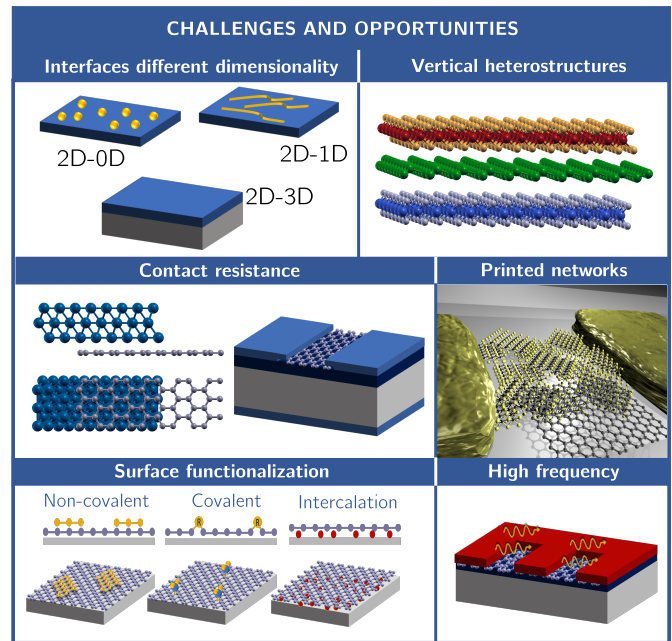 CHALLENGES AND OPPORTUNITIES
Interfaces different dimensionality
Vertical heterostructures
2D-0D
2D-1D
2D-3D
Contact resistance
Printed networks
Surface functionalization
High frequency
Non-covalent
Covalent
Intercalation
R
R